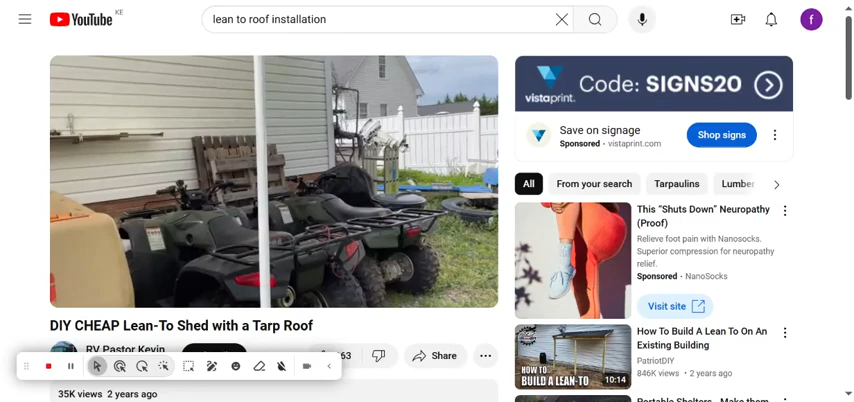 YouTube KE
lean to roof installation
f
DIY CHEAP Lean-To Shed with a Tarp Roof
RV Pastor Kevin
63
Share
35K views 2 years ago
vistaprint.
Code: SIGNS20
Save on signage
Sponsored · vistaprint.com
Shop signs
All
From your search
Tarpaulins
Lumber
This “Shuts Down” Neuropathy
(Proof)
Relieve foot pain with Nanosocks.
Superior compression for neuropathy
relief.
Sponsored · NanoSocks
Visit site
HOW TO
BUILD A LEAN-TO
10:14
How To Build A Lean To On An
Existing Building
PatriotDIY
846K views • 2 years ago
Portable Shelters - Make them